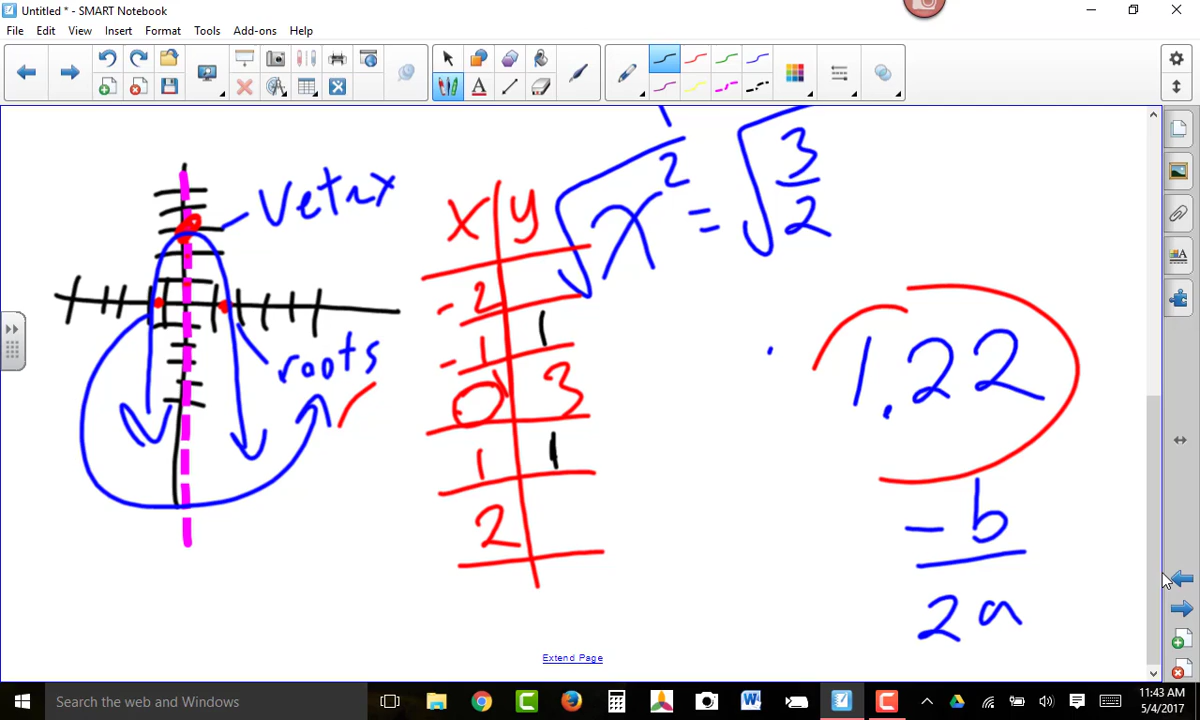 Untitled * - SMART Notebook
File Edit View Insert Format Tools Add-ons Help
Vetrx
roots
x y
-2
-1 1
0 3
1 1
2
√x² = √3/2
1.22
-b
2a
Extend Page
Search the web and Windows
11:43 AM
5/4/2017